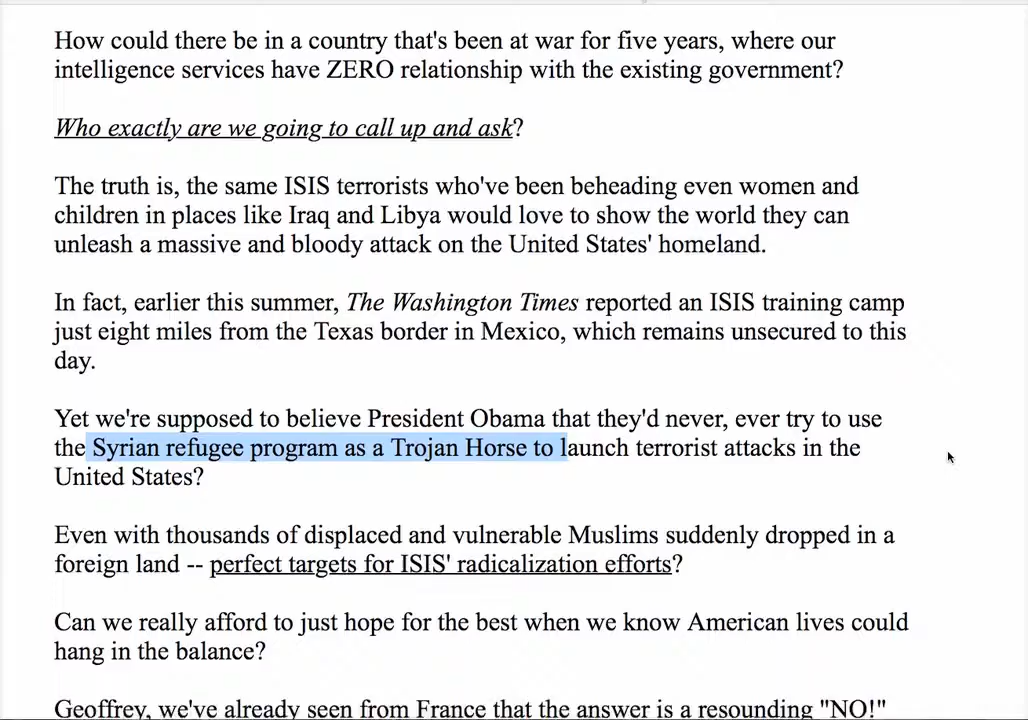 How could there be in a country that's been at war for five years, where our
intelligence services have ZERO relationship with the existing government?
Who exactly are we going to call up and ask?
The truth is, the same ISIS terrorists who've been beheading even women and
children in places like Iraq and Libya would love to show the world they can
unleash a massive and bloody attack on the United States' homeland.
In fact, earlier this summer, The Washington Times reported an ISIS training camp
just eight miles from the Texas border in Mexico, which remains unsecured to this
day.
Yet we're supposed to believe President Obama that they'd never, ever try to use
the Syrian refugee program as a Trojan Horse to launch terrorist attacks in the
United States?
Even with thousands of displaced and vulnerable Muslims suddenly dropped in a
foreign land -- perfect targets for ISIS' radicalization efforts?
Can we really afford to just hope for the best when we know American lives could
hang in the balance?
Geoffrey, we've already seen from France that the answer is a resounding "NO!"